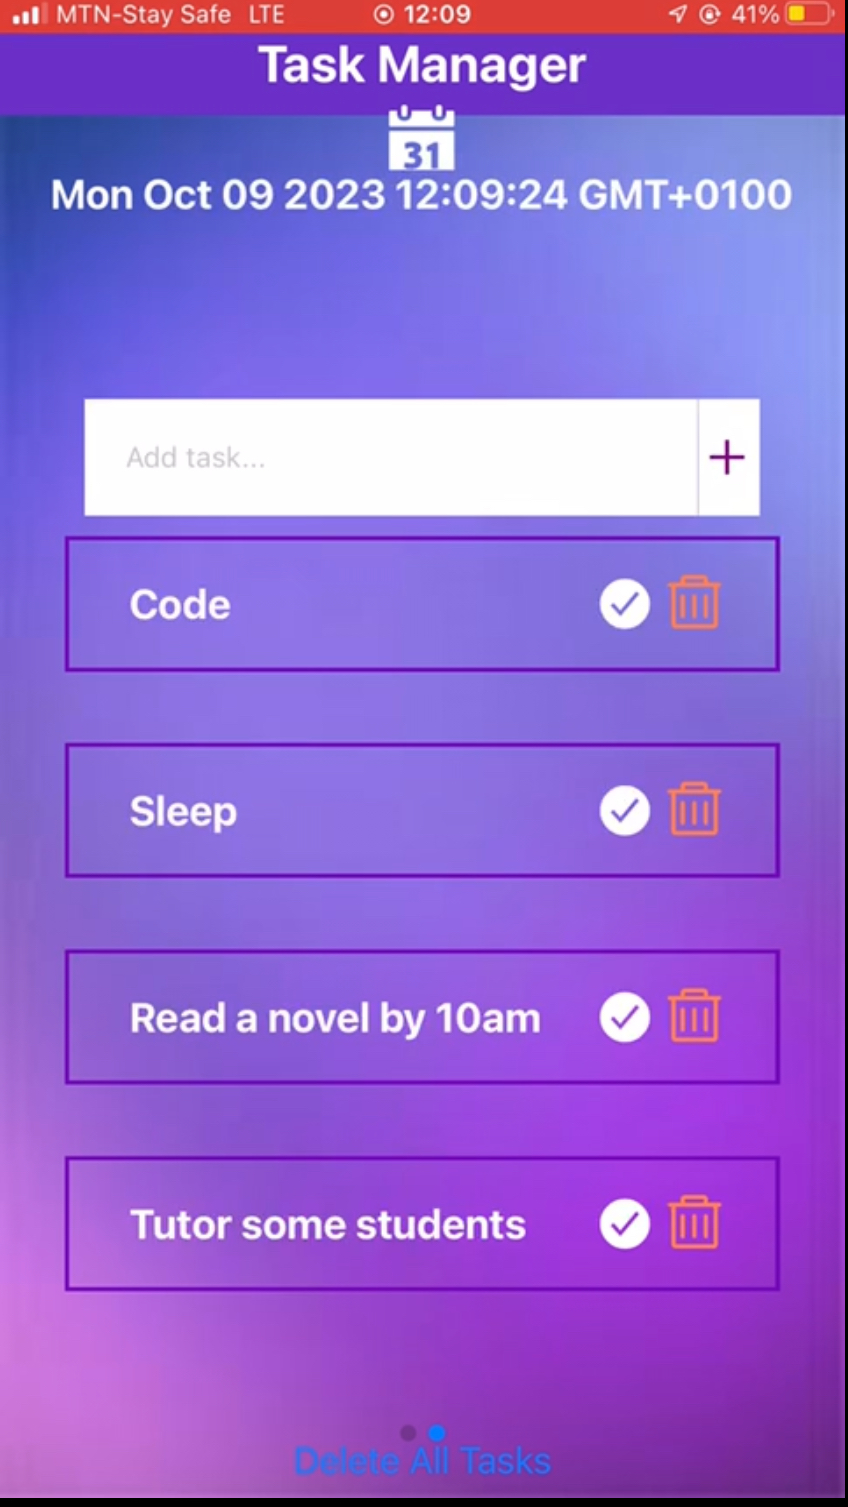 MTN-Stay Safe LTE 12:09 41%
Task Manager
31
Mon Oct 09 2023 12:09:24 GMT+0100
Add task...
Code
Sleep
Read a novel by 10am
Tutor some students
Delete All Tasks